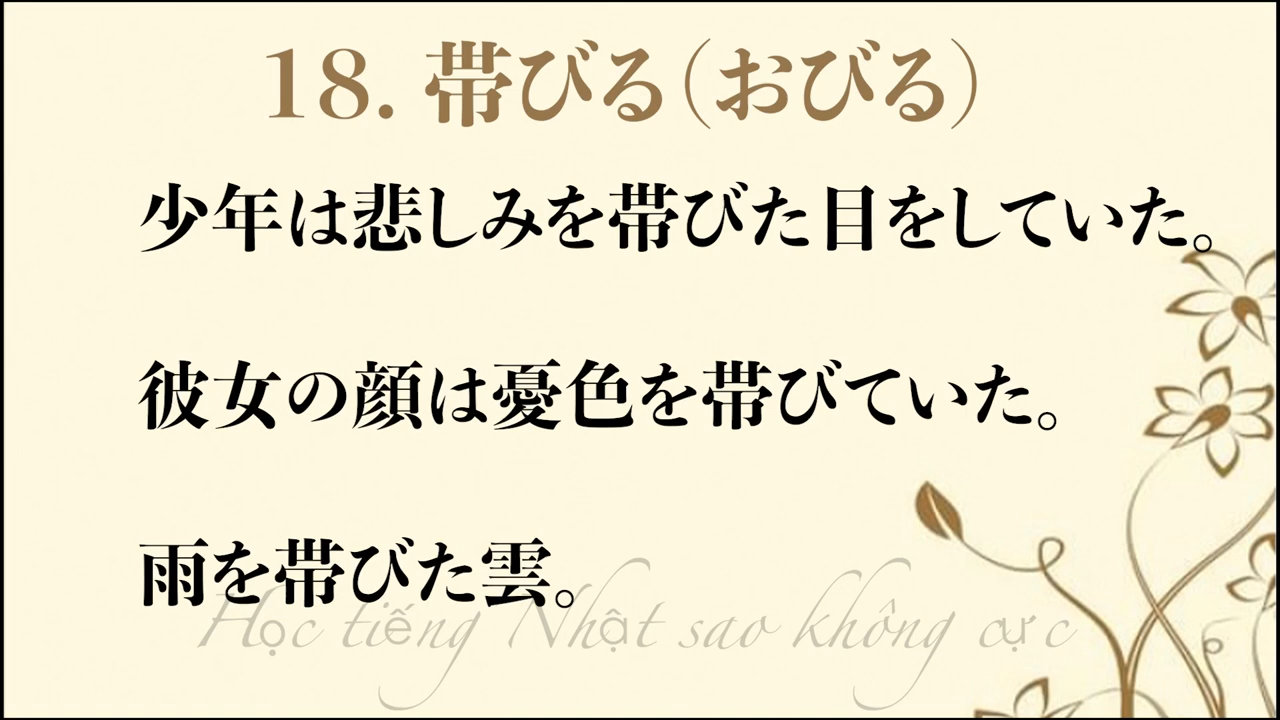 18. 帯びる（おびる）
少年は悲しみを帯びた目をしていた。
彼女の顔は憂色を帯びていた。
雨を帯びた雲。
Học tiếng Nhật sao không cực